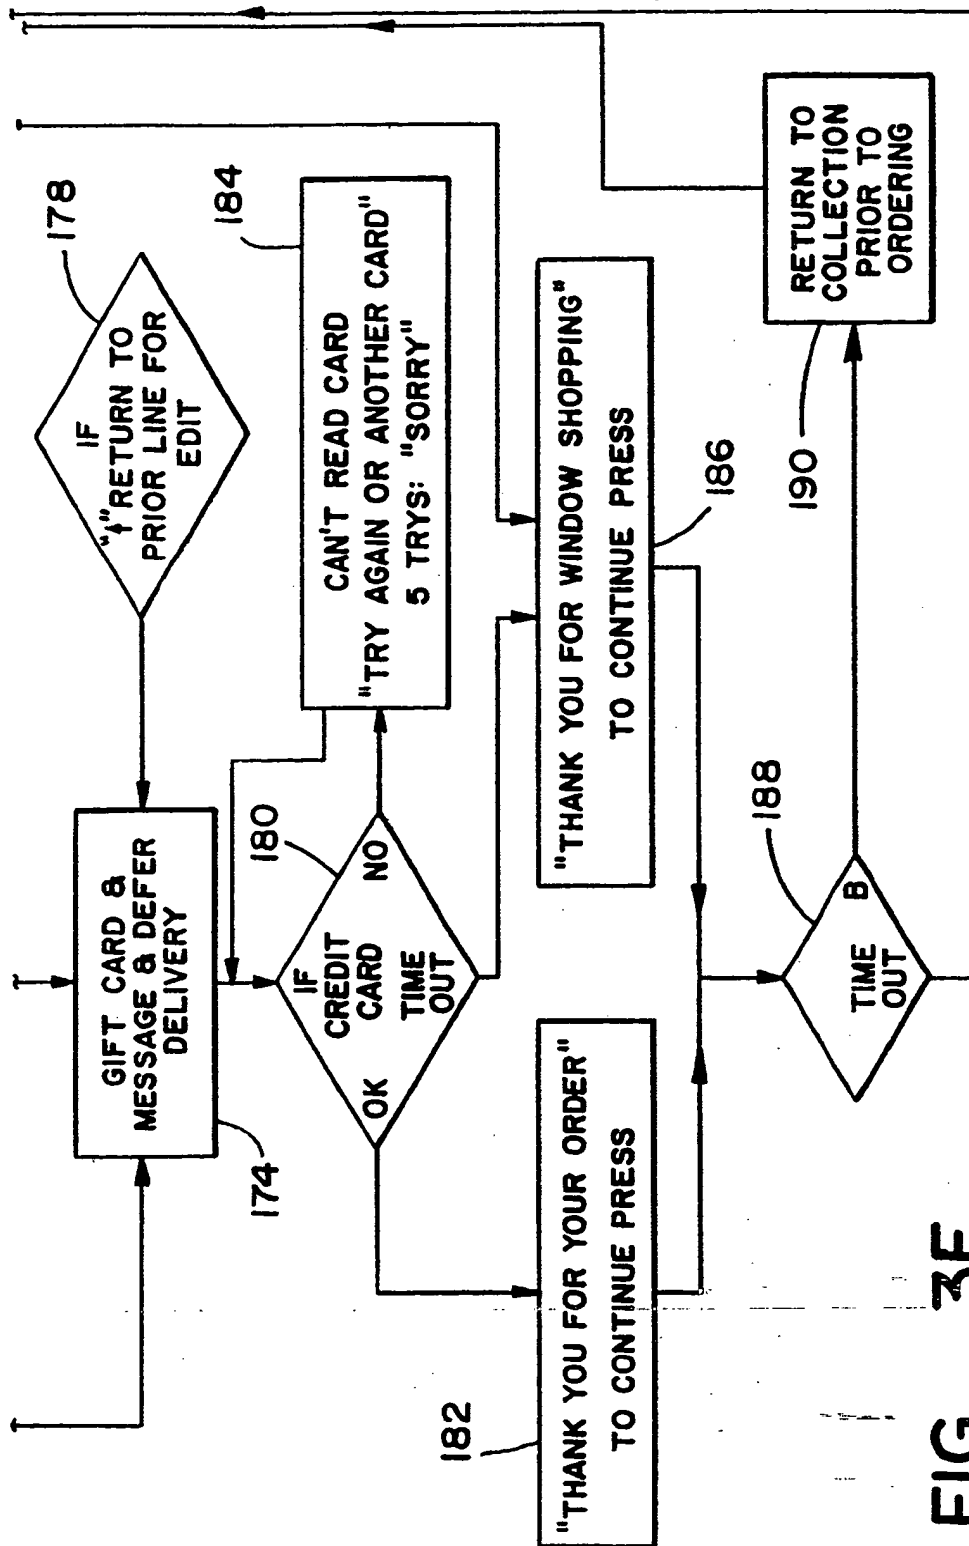 178
IF
"↑"RETURN TO
PRIOR LINE FOR
EDIT
GIFT CARD &
MESSAGE & DEFER
DELIVERY
174
184
CAN'T READ CARD
"TRY AGAIN OR ANOTHER CARD"
5 TRYS: "SORRY"
180
IF
CREDIT
CARD
TIME
OUT
OK
NO
182
"THANK YOU FOR YOUR ORDER"
TO CONTINUE PRESS
"THANK YOU FOR WINDOW SHOPPING"
TO CONTINUE PRESS
186
188
TIME
OUT
B
190
RETURN TO
COLLECTION
PRIOR TO
ORDERING
FIG